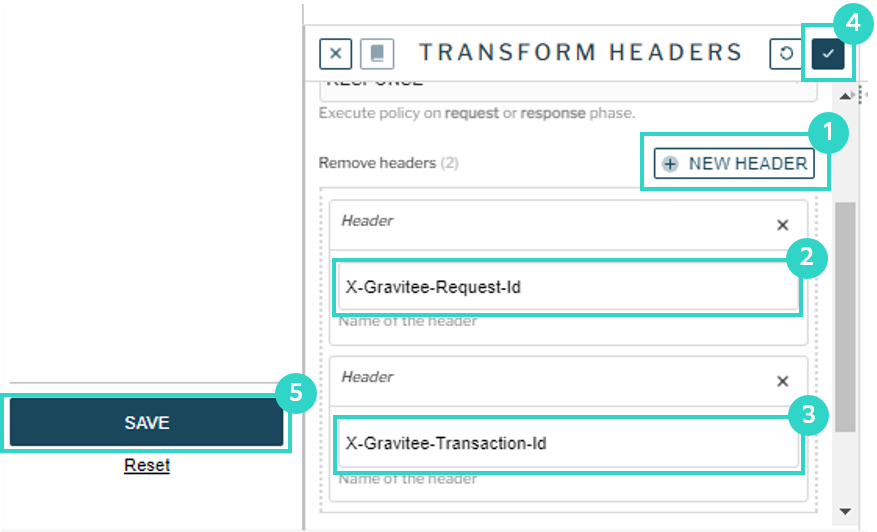 4
TRANSFORM HEADERS
RESPONSE
Execute policy on request or response phase.
1
Remove headers (2)
NEW HEADER
Header
2
X-Gravitee-Request-Id
Name of the header
Header
3
X-Gravitee-Transaction-Id
Name of the header
5
SAVE
Reset